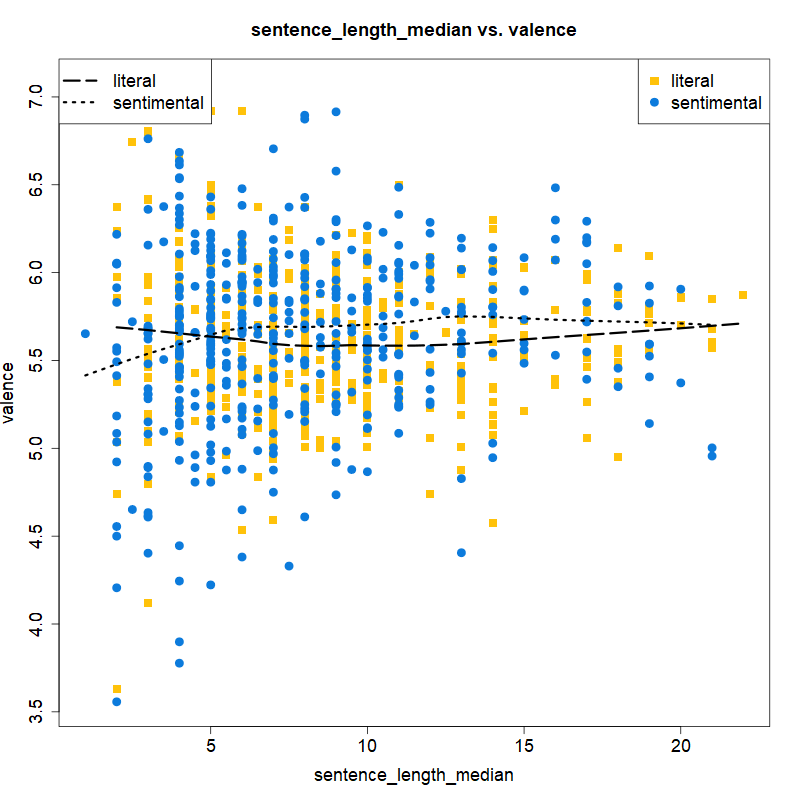 sentence_length_median vs. valence
literal
sentimental
literal
sentimental
valence
7.0
6.5
6.0
5.5
5.0
4.5
4.0
3.5
5
10
15
20
sentence_length_median